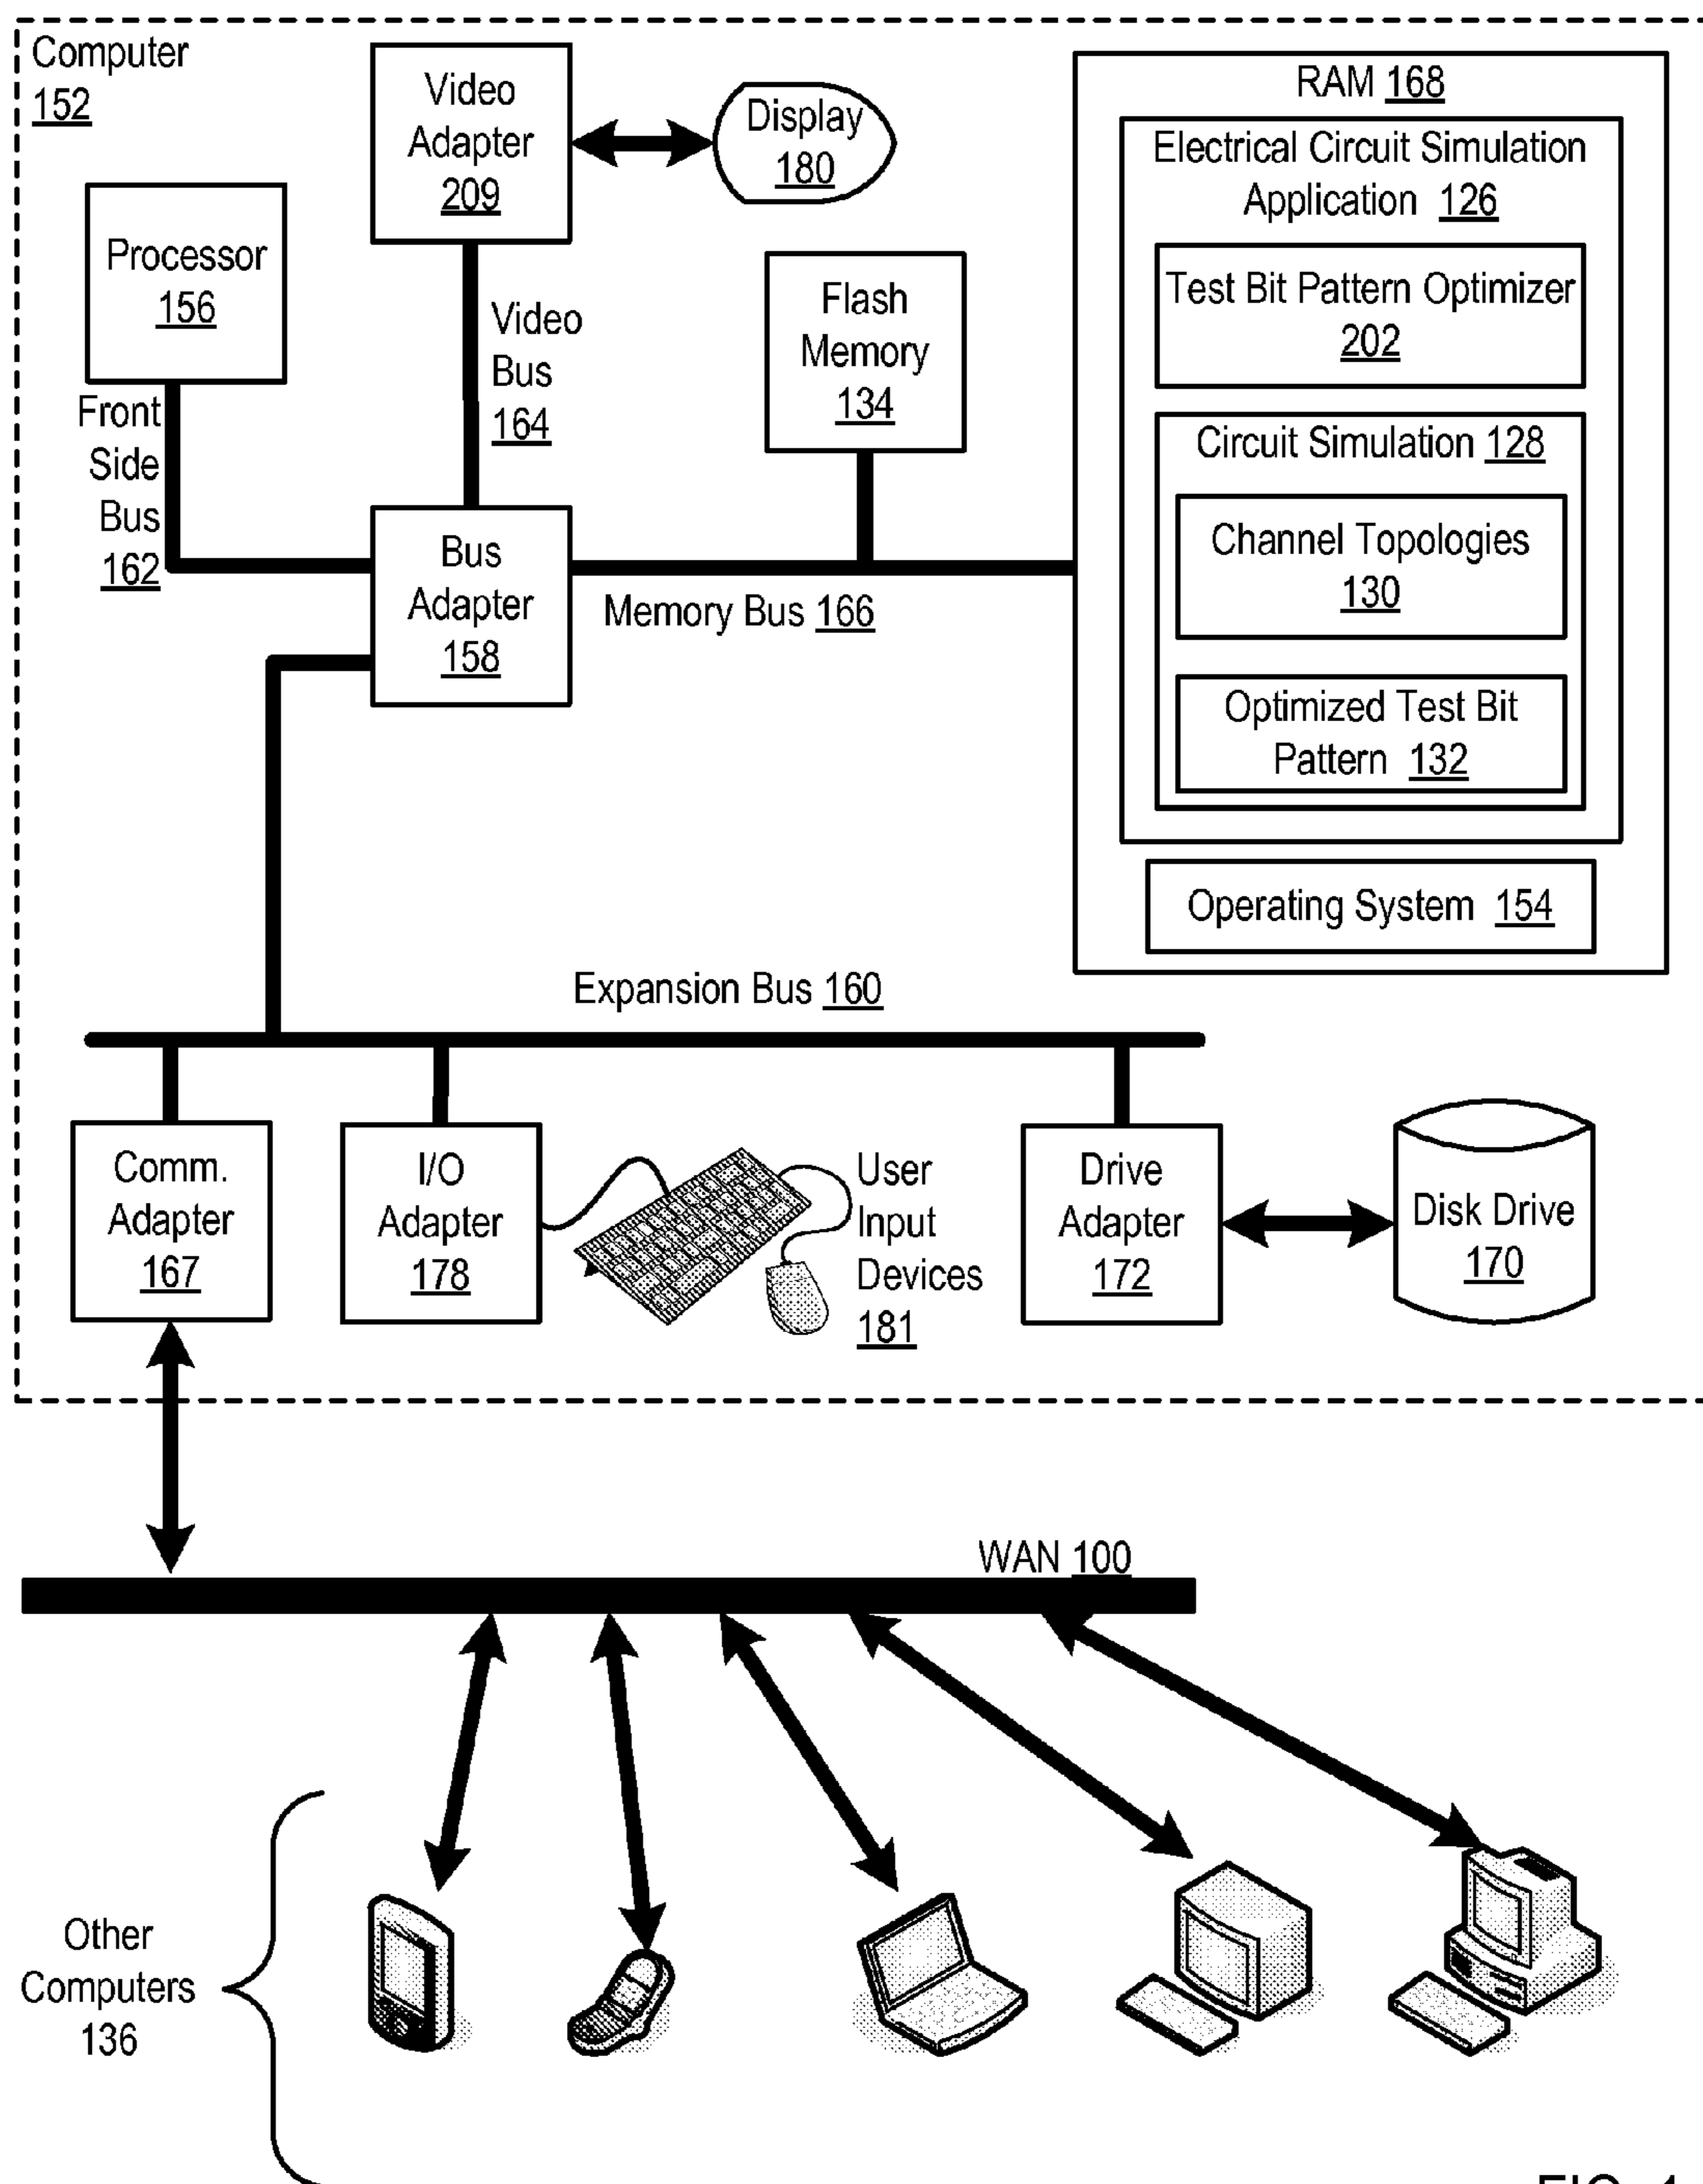 Computer
152
Video
Adapter
209
Display
180
Processor
156
Front
Side
Bus
162
Video
Bus
164
Flash
Memory
134
Bus
Adapter
158
Memory Bus 166
RAM 168
Electrical Circuit Simulation
Application 126
Test Bit Pattern Optimizer
202
Circuit Simulation 128
Channel Topologies
130
Optimized Test Bit
Pattern 132
Operating System 154
Expansion Bus 160
Comm.
Adapter
167
I/O
Adapter
178
User
Input
Devices
181
Drive
Adapter
172
Disk Drive
170
WAN 100
Other
Computers
136
FIG. 1